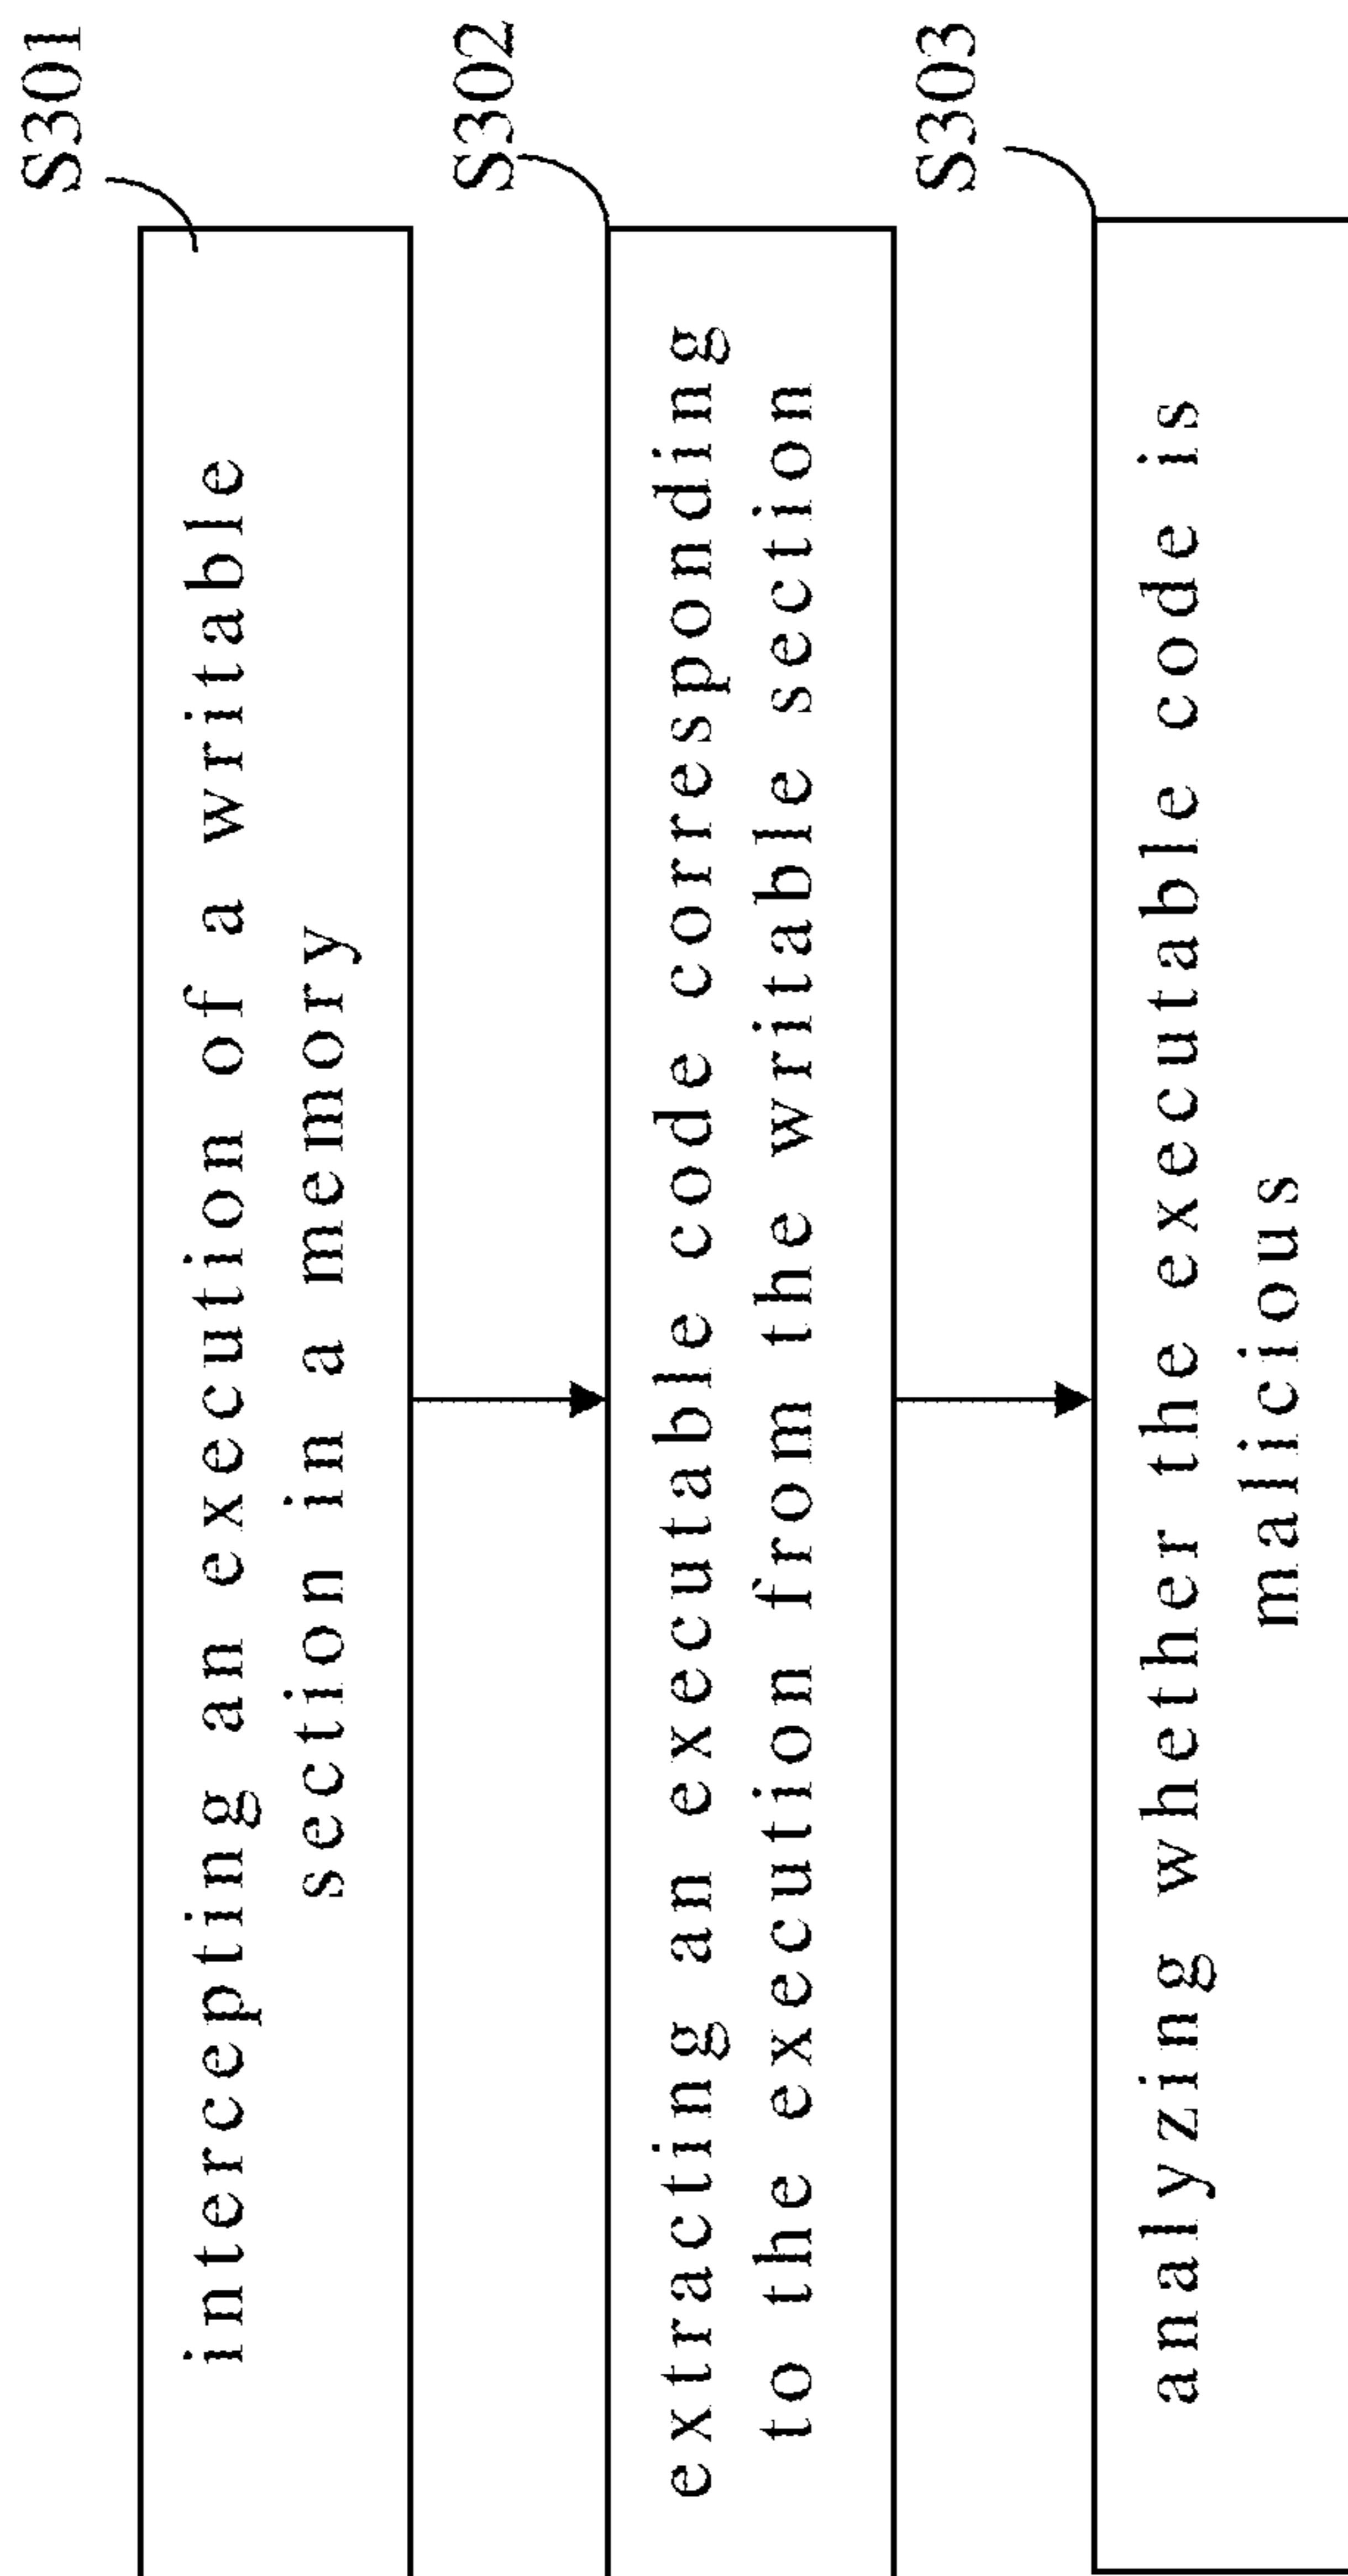 S301
intercepting an execution of a writable
section in a memory
S302
extracting an executable code corresponding
to the execution from the writable section
S303
analyzing whether the executable code is
malicious